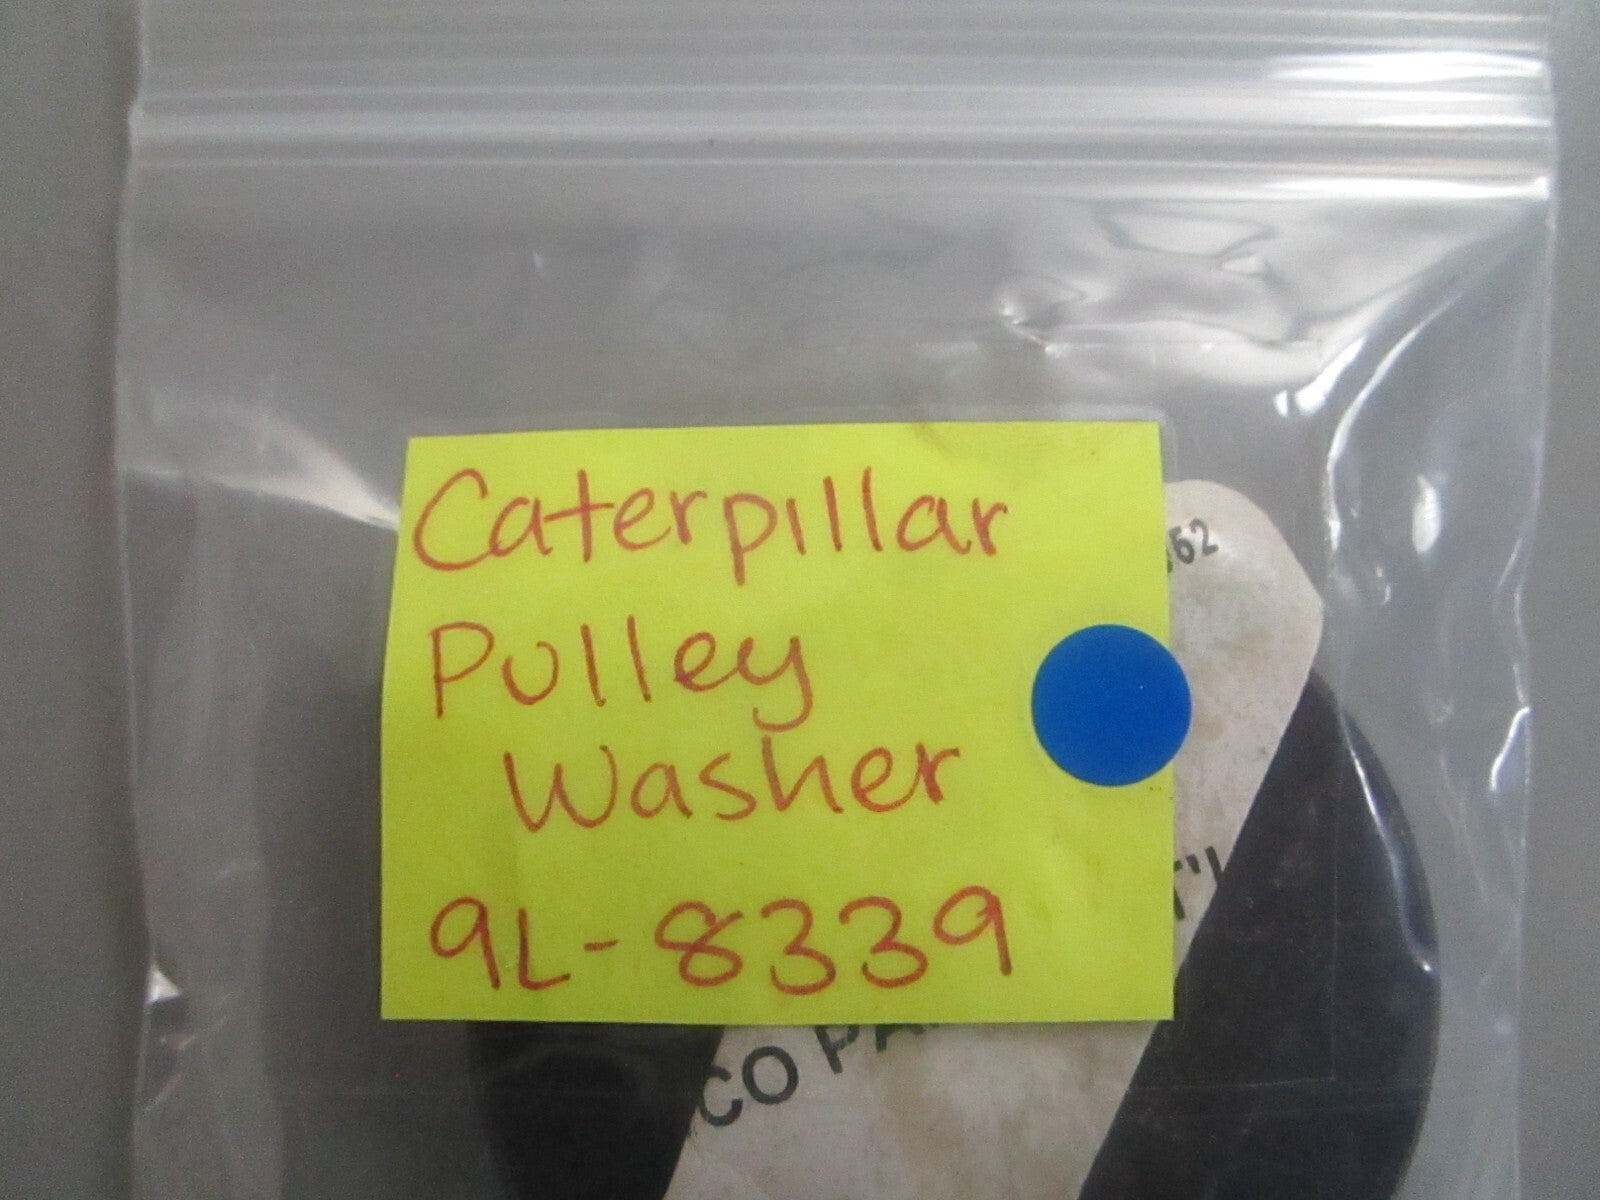 Caterpillar
Pulley
Washer
9L-8339